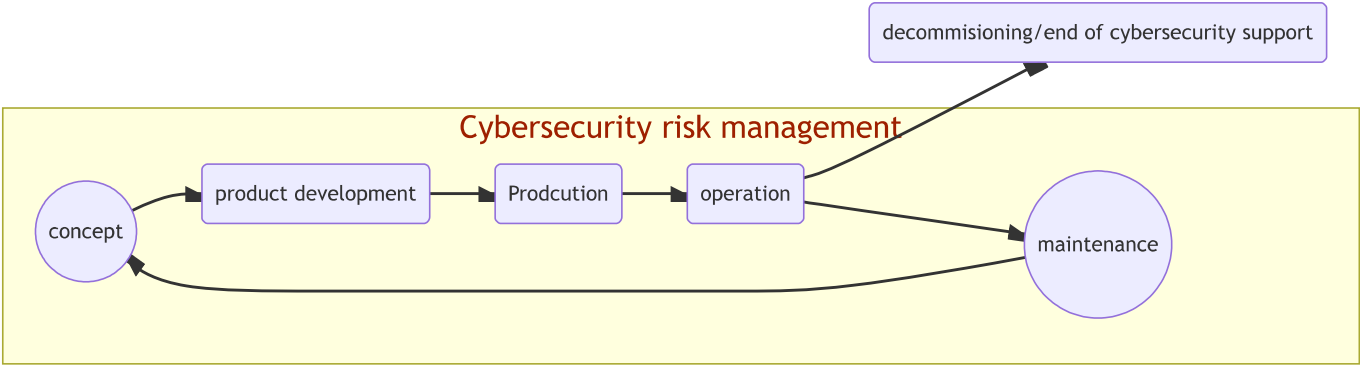 decommisioning/end of cybersecurity support
Cybersecurity risk management
product development
Prodcution
operation
concept
maintenance